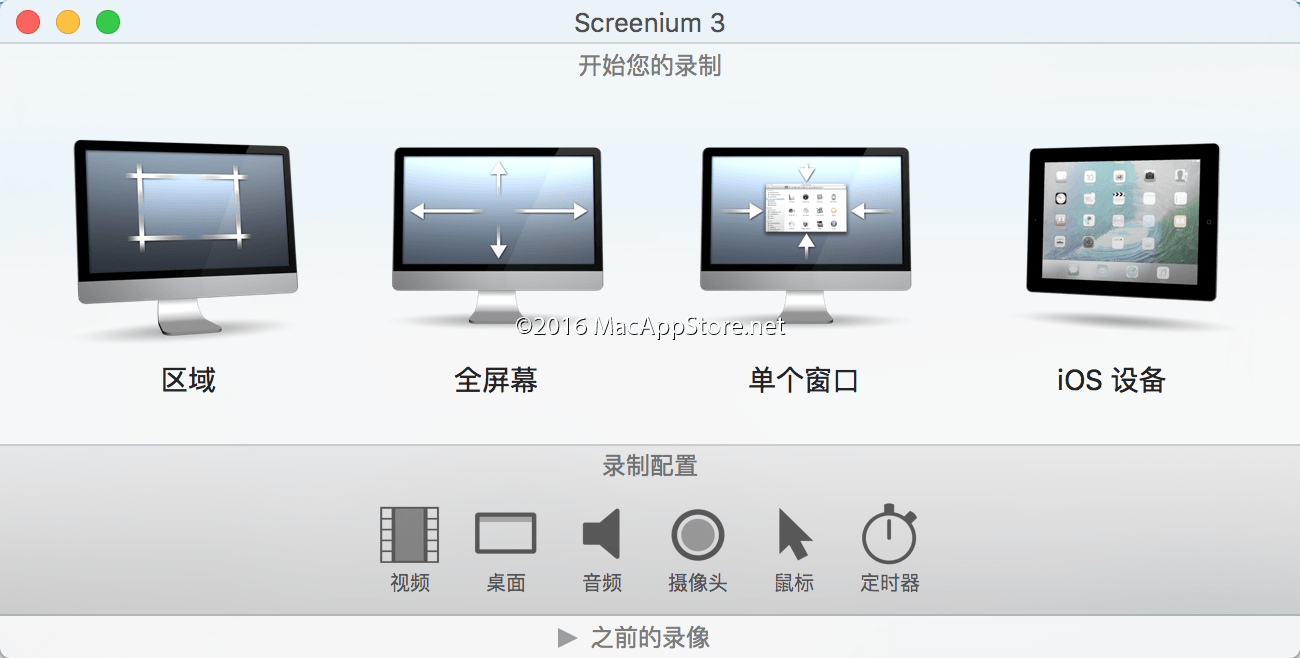 Screenium 3
开始您的录制
©2016 MacAppStore.net
区域
全屏幕
单个窗口
iOS 设备
录制配置
视频
桌面
音频
摄像头
鼠标
定时器
之前的录像